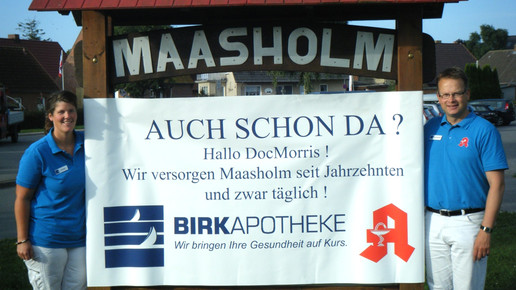 MAASHOLM
AUCH SCHON DA ?
Hallo DocMorris !
Wir versorgen Maasholm seit Jahrzehnten
und zwar täglich !
BIRKAPOTHEKE
Wir bringen Ihre Gesundheit auf Kurs.